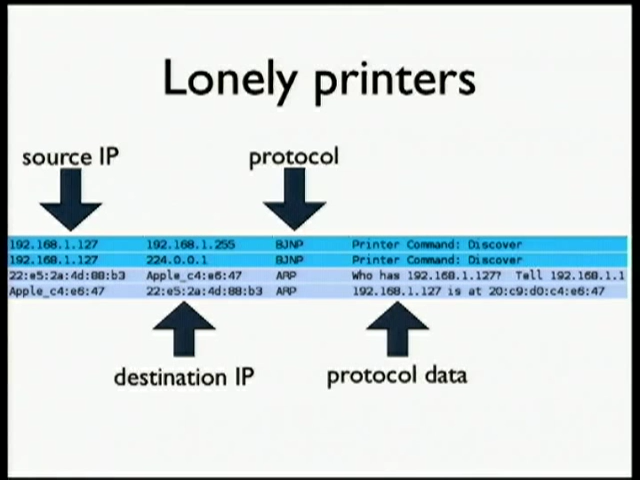 Lonely printers
source IP
protocol
192.168.1.127 192.168.1.255 BJNP Printer Command: Discover
192.168.1.127 224.0.0.1 BJNP Printer Command: Discover
22:e5:2a:4d:88:b3 Apple_c4:e6:47 ARP Who has 192.168.1.127? Tell 192.168.1.1
Apple_c4:e6:47 22:e5:2a:4d:88:b3 ARP 192.168.1.127 is at 20:c9:d0:c4:e6:47
destination IP
protocol data